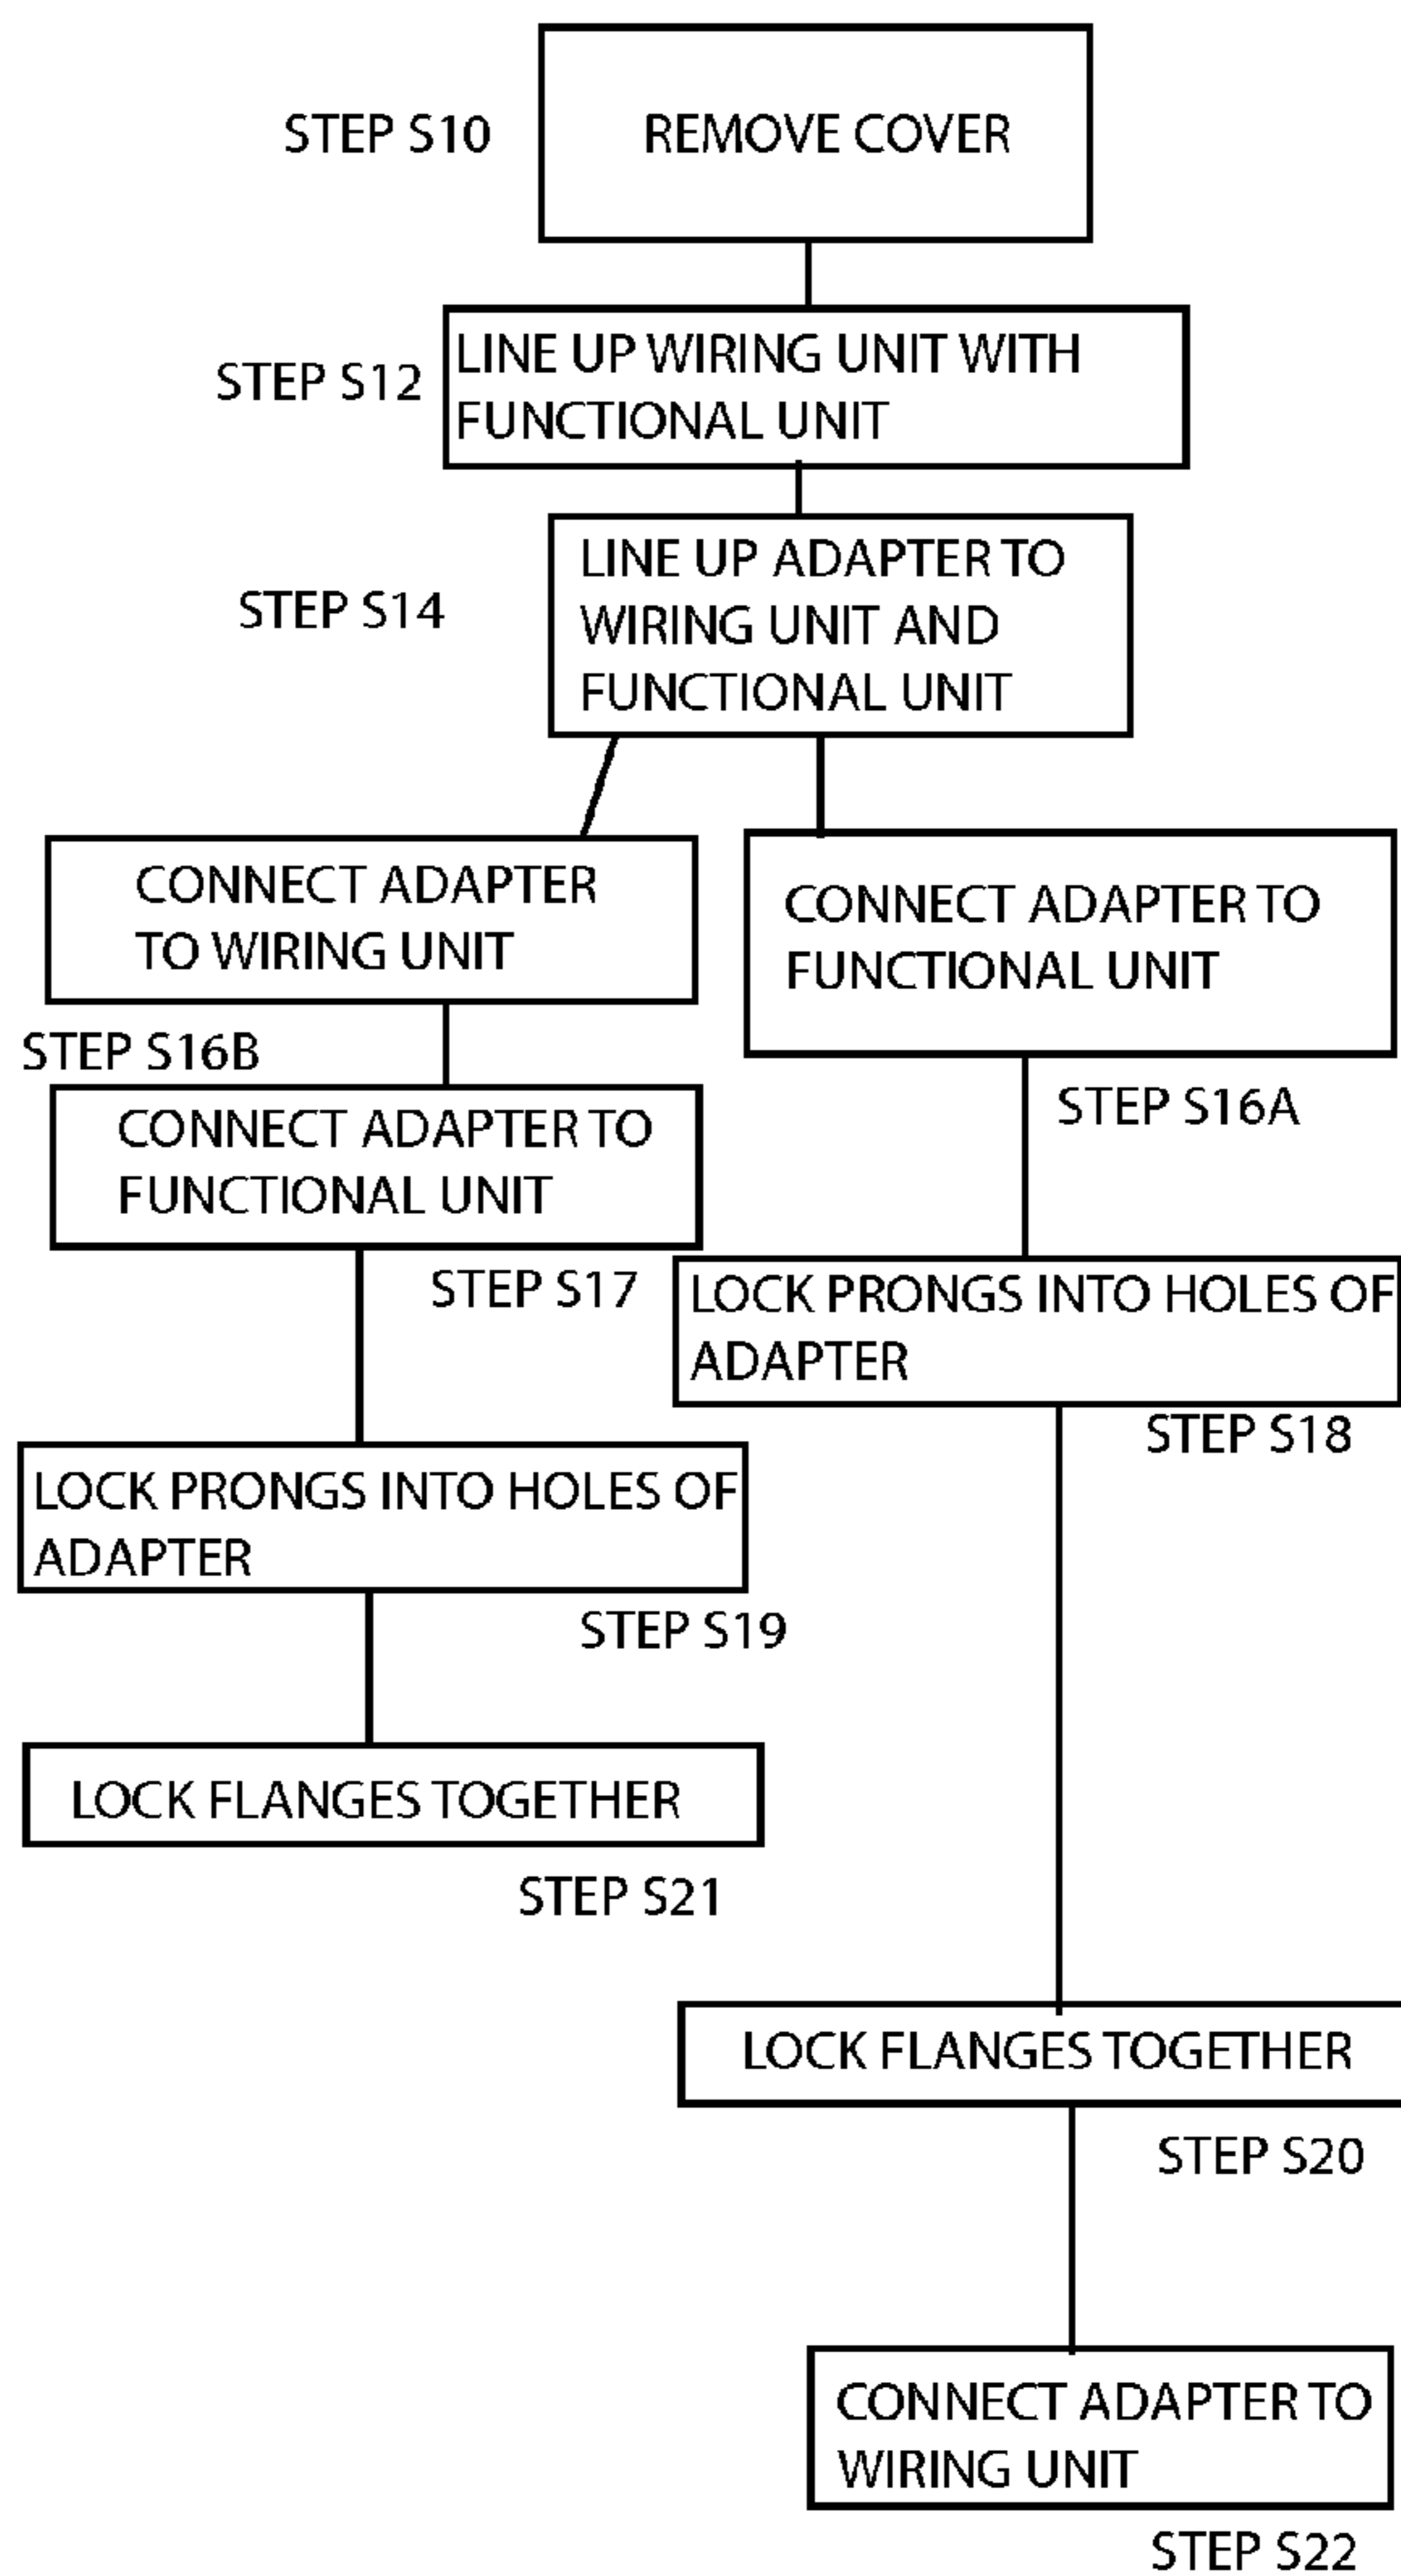 STEP S10
REMOVE COVER
STEP S12
LINE UP WIRING UNIT WITH
FUNCTIONAL UNIT
STEP S14
LINE UP ADAPTER TO
WIRING UNIT AND
FUNCTIONAL UNIT
CONNECT ADAPTER
TO WIRING UNIT
STEP S16B
CONNECT ADAPTER TO
FUNCTIONAL UNIT
STEP S16A
CONNECT ADAPTER TO
FUNCTIONAL UNIT
STEP S17
LOCK PRONGS INTO HOLES OF
ADAPTER
STEP S18
LOCK PRONGS INTO HOLES OF
ADAPTER
STEP S19
LOCK FLANGES TOGETHER
STEP S21
LOCK FLANGES TOGETHER
STEP S20
CONNECT ADAPTER TO
WIRING UNIT
STEP S22